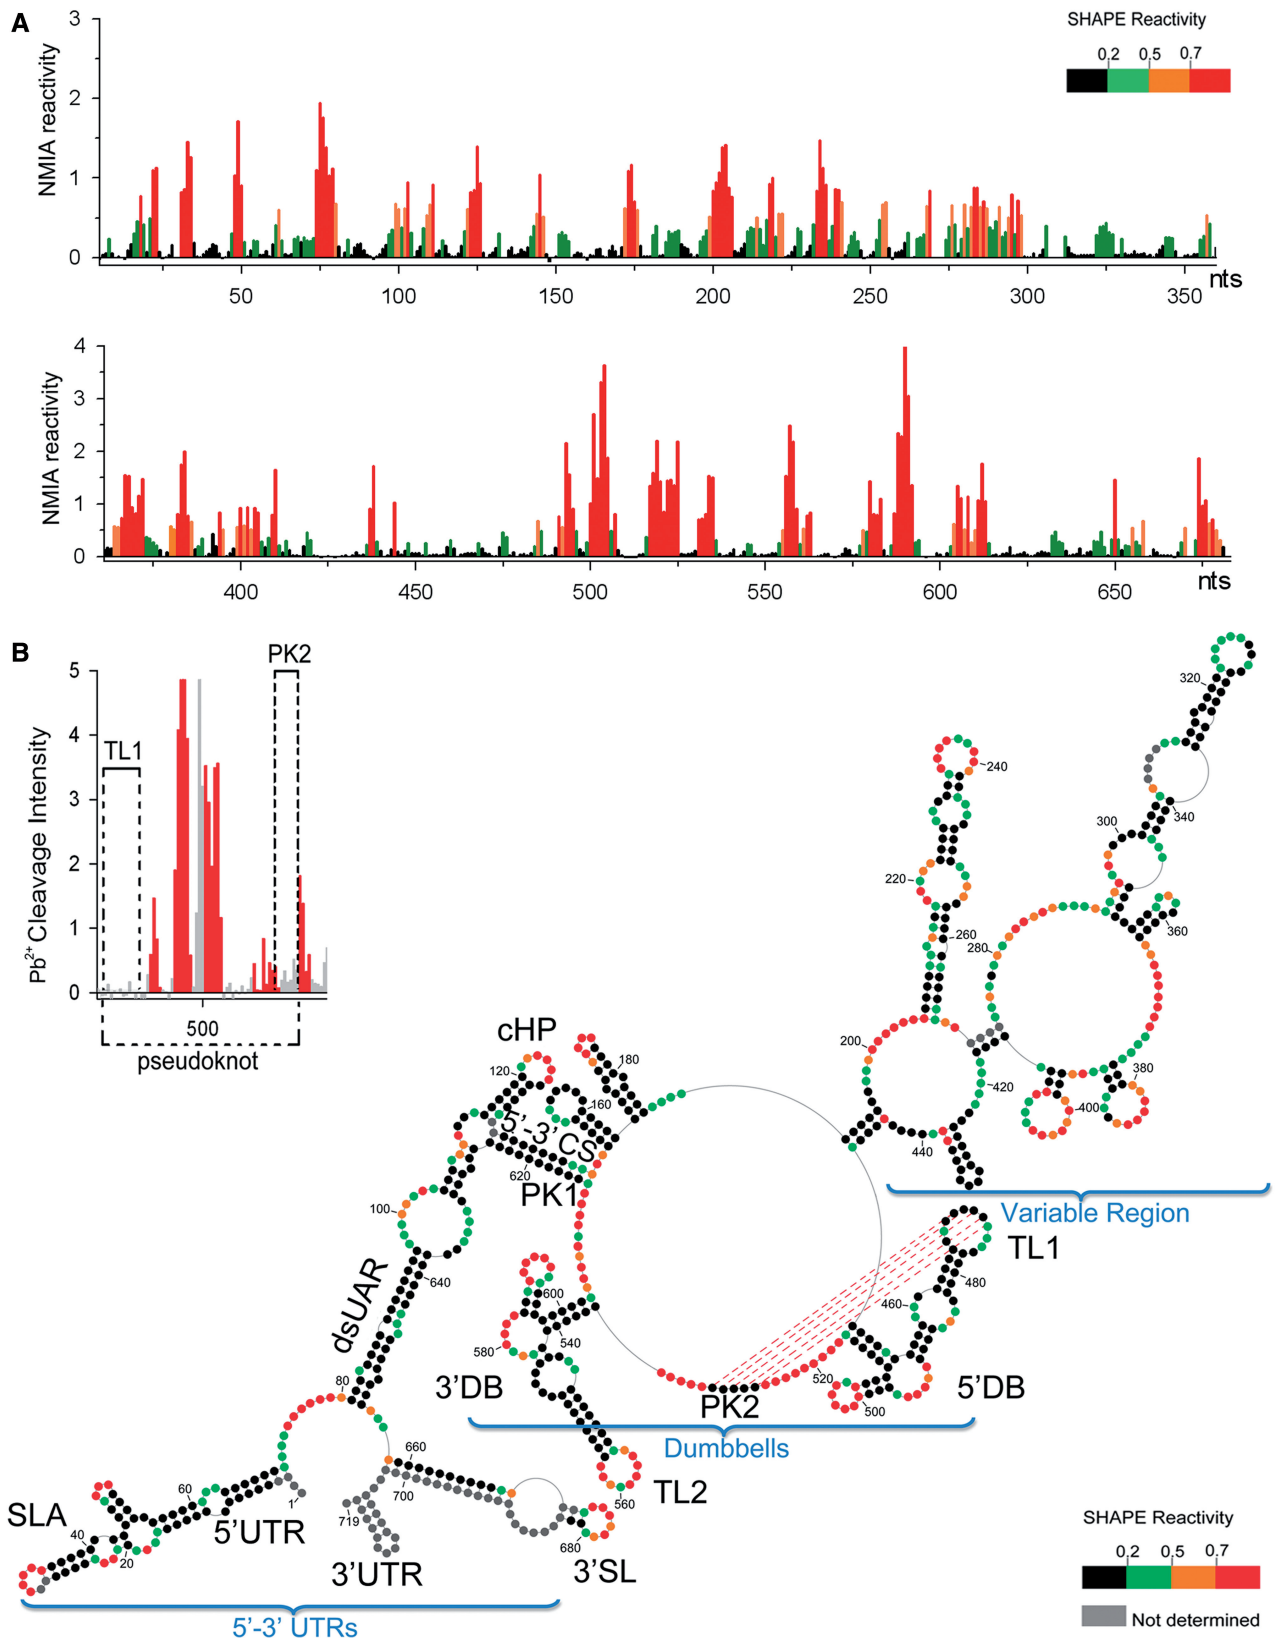 A
SHAPE Reactivity
0.2 0.5 0.7
NMIA reactivity
3
2
1
0
50 100 150 200 250 300 350 nts
NMIA reactivity
4
3
2
1
0
400 450 500 550 600 650 nts
B
PK2
TL1
Pb2+ Cleavage Intensity
5
4
3
2
1
0
500
pseudoknot
320
240
300
340
220
360
260
280
200
380
420
400
440
Variable Region
cHP
120
180
160
5'-3' CS
620
PK1
100
640
dsUAR
TL1
480
460
600
540
580
520
500
3'DB
5'DB
PK2
Dumbbells
80
TL2
560
660
700
719
680
3'SL
3'UTR
SLA
60
40
20
1
5'UTR
5'-3' UTRs
SHAPE Reactivity
0.2 0.5 0.7
Not determined